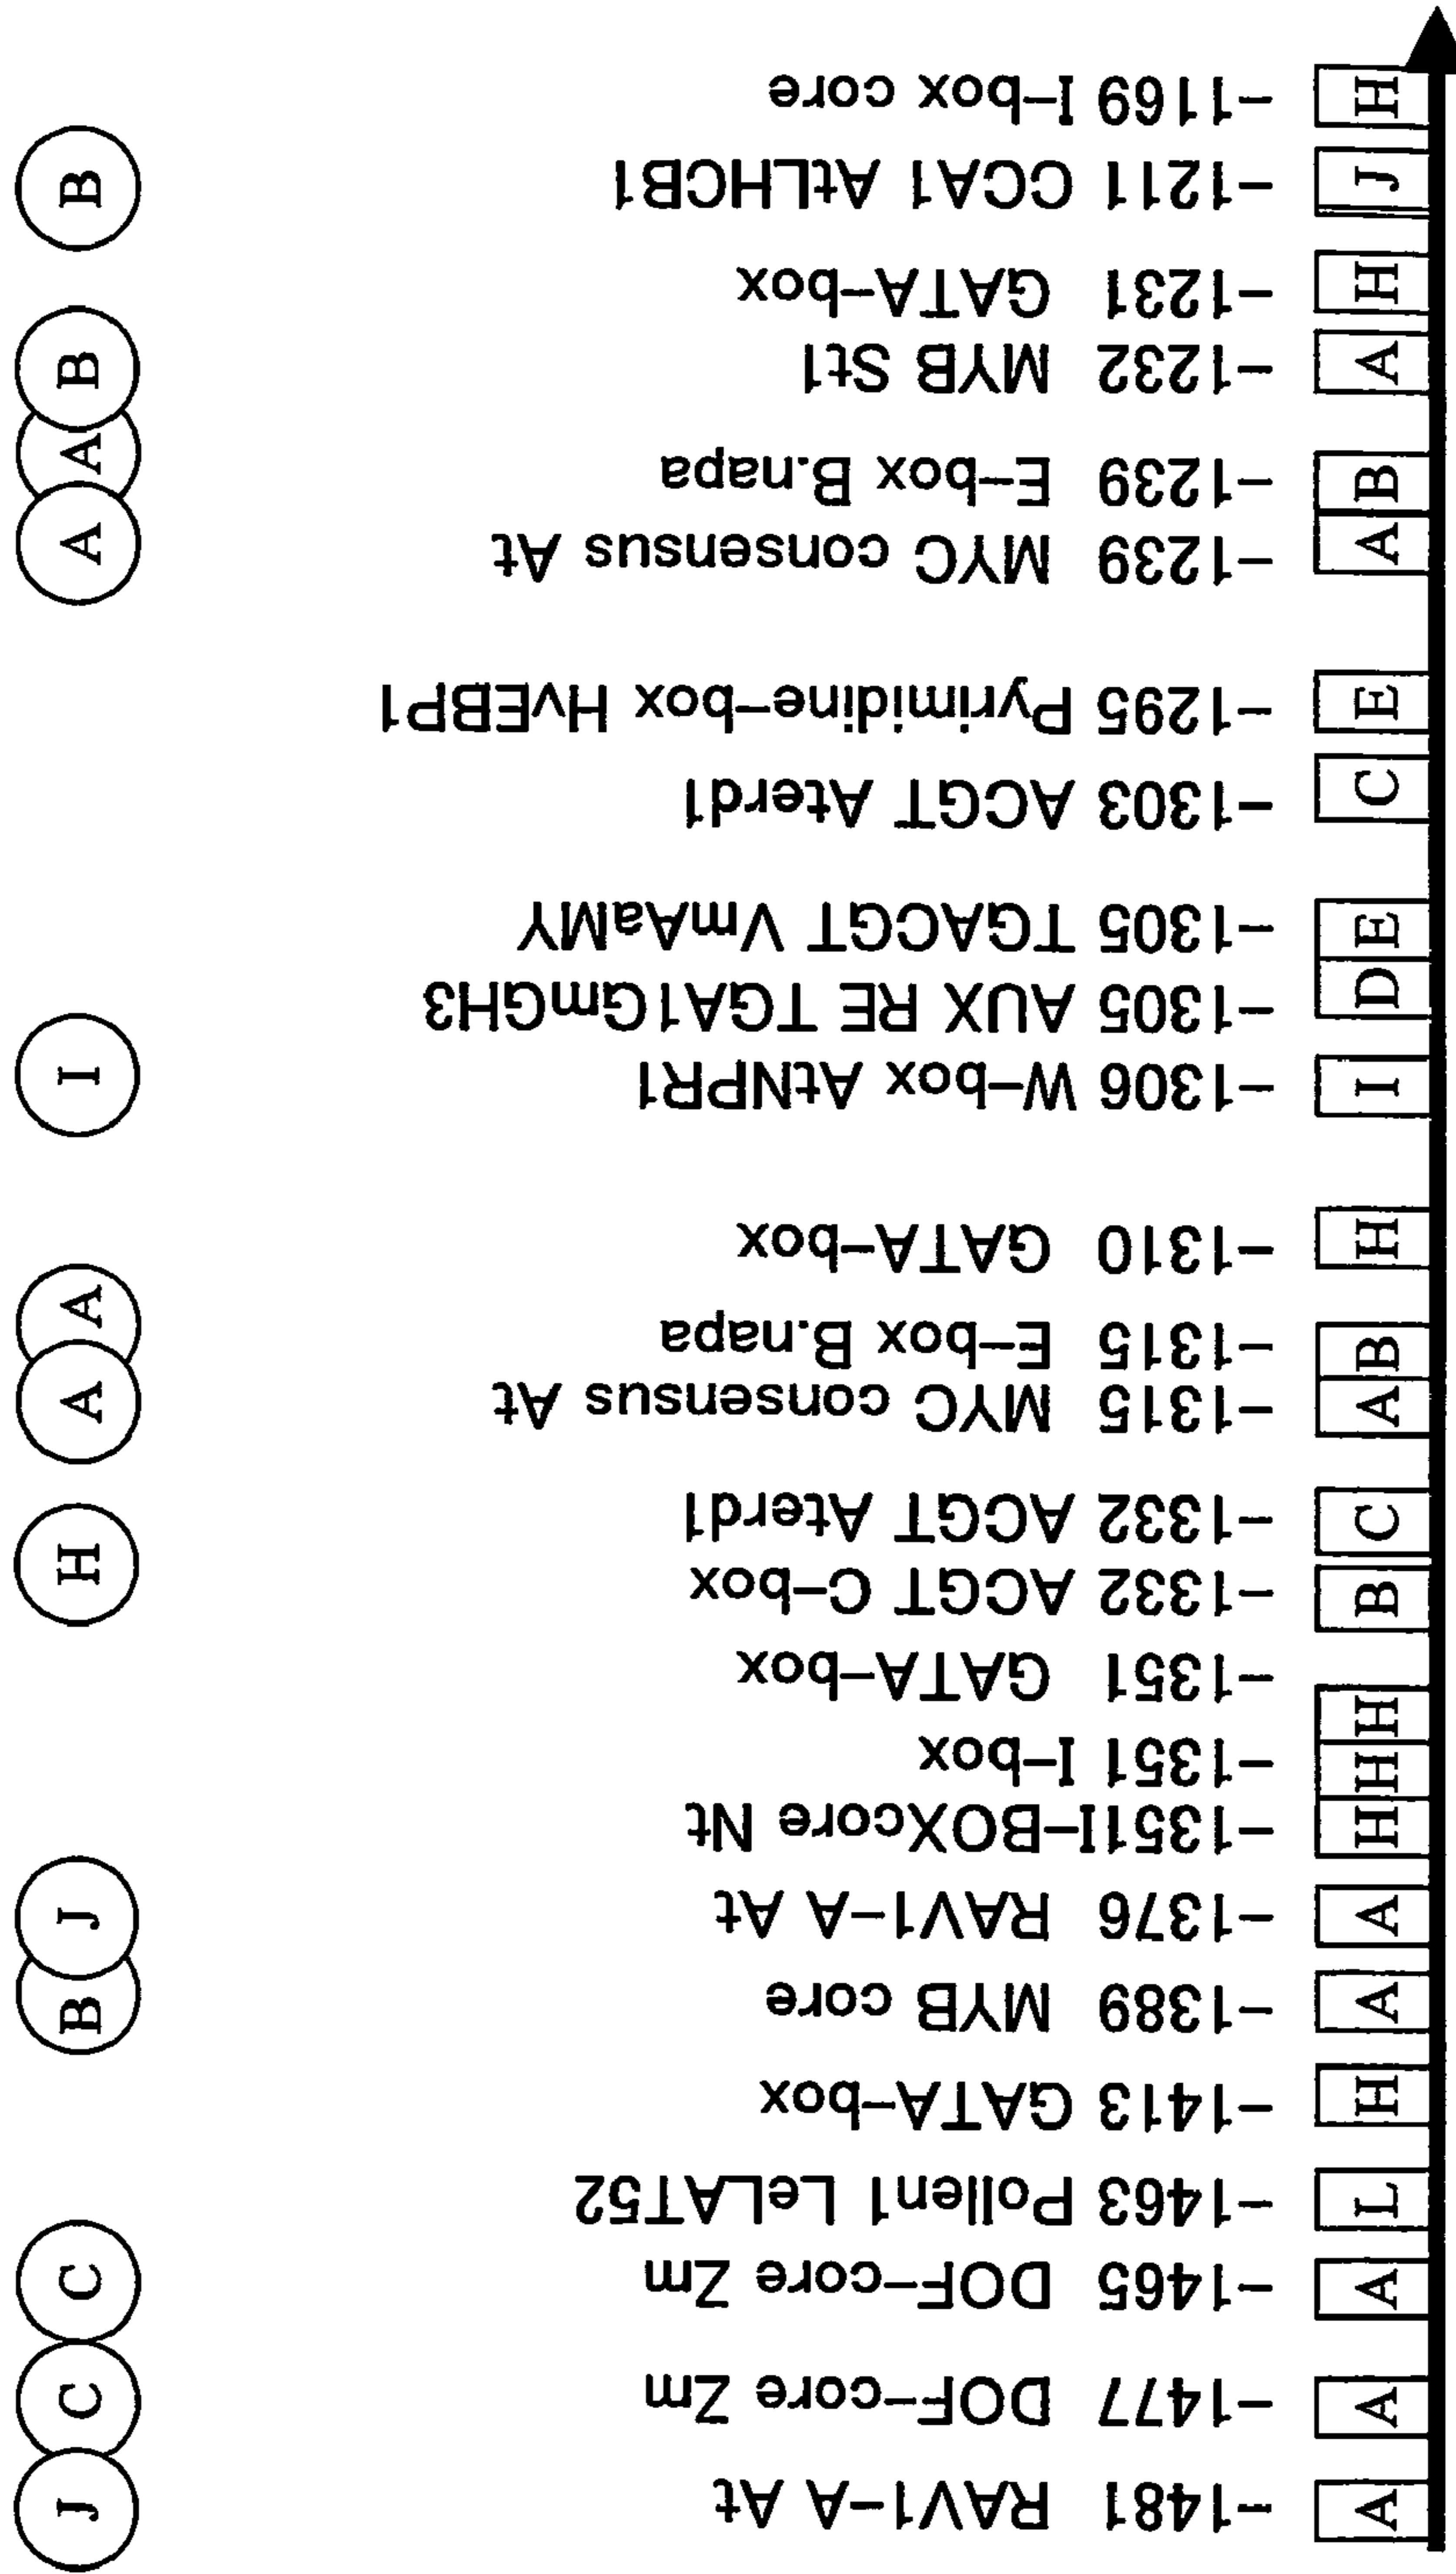 J C C B J H A A I A A B B
-1481 RAV1-A At
-1477 DOF-core Zm
-1465 DOF-core Zm
-1463 Pollen1 LeLAT52
-1413 GATA-box
-1389 MYB core
-1376 RAV1-A At
-1351I-BOXcore Nt
-1351 I-box
-1351 GATA-box
-1332 ACGT C-box
-1332 ACGT Aterd1
-1315 MYC consensus At
-1315 E-box B.napa
-1310 GATA-box
-1306 W-box AtNPR1
-1305 AUX RE TGA1GmGH3
-1305 TGACGT VmAaMY
-1303 ACGT Aterd1
-1295 Pyrimidine-box HvEBP1
-1239 MYC consensus At
-1239 E-box B.napa
-1232 MYB St1
-1231 GATA-box
-1211 CCA1 AtLHCB1
-1169 I-box core
A A A L H A A H H H B C A B H I D E C E A B A H J H